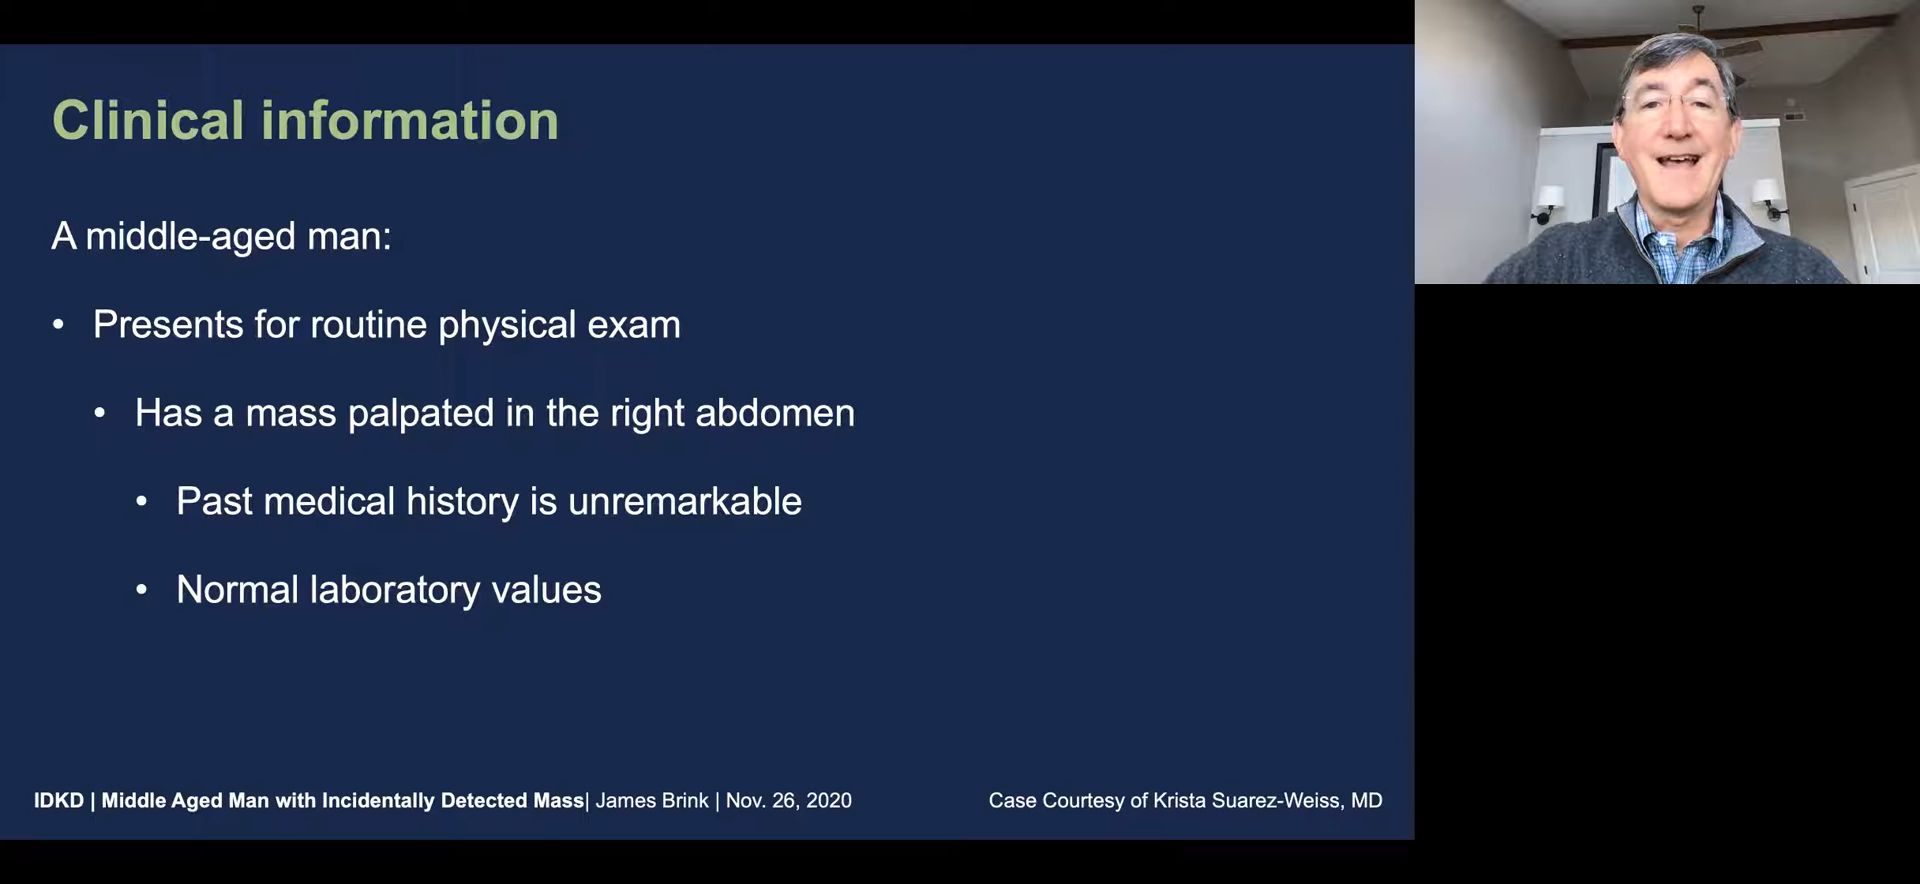 Clinical information
A middle-aged man:
• Presents for routine physical exam
• Has a mass palpated in the right abdomen
• Past medical history is unremarkable
• Normal laboratory values
IDKD | Middle Aged Man with Incidentally Detected Mass| James Brink | Nov. 26, 2020
Case Courtesy of Krista Suarez-Weiss, MD